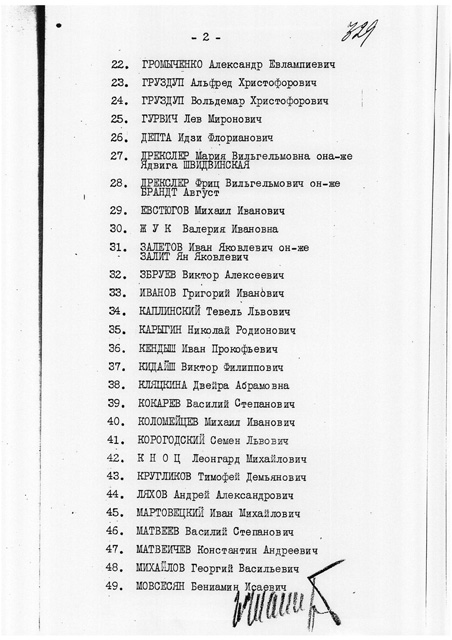 - 2 -
329
22. ГРОМЫЧЕНКО Александр Евлампиевич
23. ГРУЗДУП Альфред Христофорович
24. ГРУЗДУП Вольдемар Христофорович
25. ГУРВИЧ Лев Миронович
26. ДЕПТА Идзи Флорианович
27. ДРЕКСЛЕР Мария Вильгельмовна она-же
Ядвига ШВИДВИНСКАЯ
28. ДРЕКСЛЕР Фриц Вильгельмович он-же
БРАНДТ Август
29. ЕВСТЮГОВ Михаил Иванович
30. Ж У К Валерия Ивановна
31. ЗАЛЕТОВ Иван Яковлевич он-же
ЗАЛИТ Ян Яковлевич
32. ЗБРУЕВ Виктор Алексеевич
33. ИВАНОВ Григорий Иванович
34. КАПЛИНСКИЙ Тевель Львович
35. КАРЫГИН Николай Родионович
36. КЕНДЫШ Иван Прокофьевич
37. КИДАЙШ Виктор Филиппович
38. КЛЯЦКИНА Двейра Абрамовна
39. КОКАРЕВ Василий Степанович
40. КОЛОМЕЙЦЕВ Михаил Иванович
41. КОРОГОДСКИЙ Семен Львович
42. К Н О Ц Леонгард Михайлович
43. КРУГЛИКОВ Тимофей Демьянович
44. ЛЯХОВ Андрей Александрович
45. МАРТОВЕЦКИЙ Иван Михайлович
46. МАТВЕЕВ Василий Степанович
47. МАТВЕИЧЕВ Константин Андреевич
48. МИХАЙЛОВ Георгий Васильевич
49. МОВСЕСЯН Бениамин Исаевич